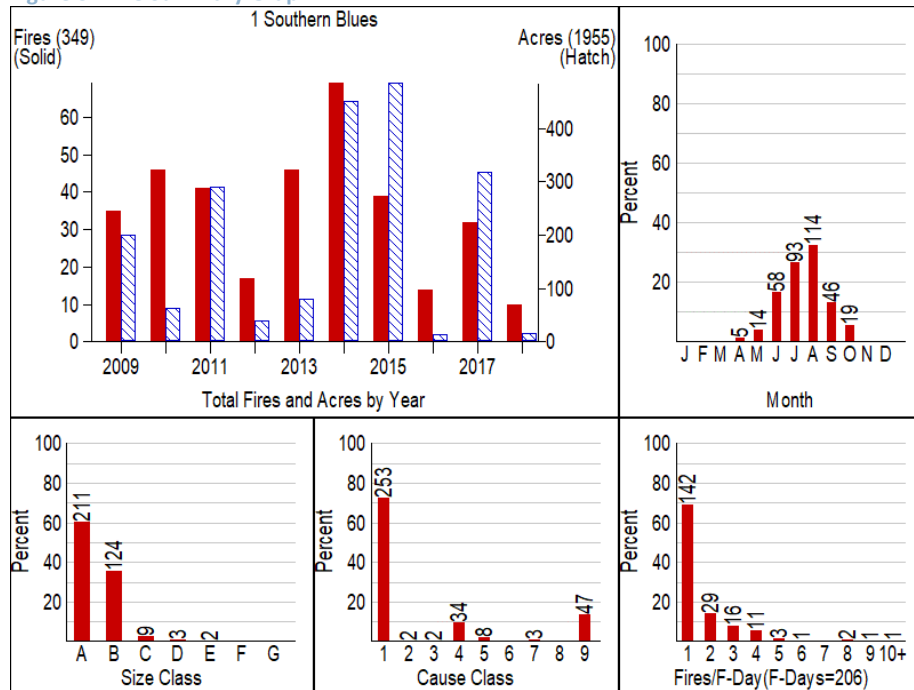 1 Southern Blues
Fires (349)
(Solid)
Acres (1955)
(Hatch)
60
50
40
30
20
10
0
400
300
200
100
0
2009 2011 2013 2015 2017
Total Fires and Acres by Year
100
80
60
40
20
Percent
5 14 58 93 114 46 19
J F M A M J J A S O N D
Month
100
80
60
40
20
Percent
211 124 9 3 2
A B C D E F G
Size Class
100
80
60
40
20
Percent
253 2 2 34 8 3 47
1 2 3 4 5 6 7 8 9
Cause Class
100
80
60
40
20
Percent
142 29 16 11 3 1 2 1 1
1 2 3 4 5 6 7 8 9 10+
Fires/F-Day(F-Days=206)